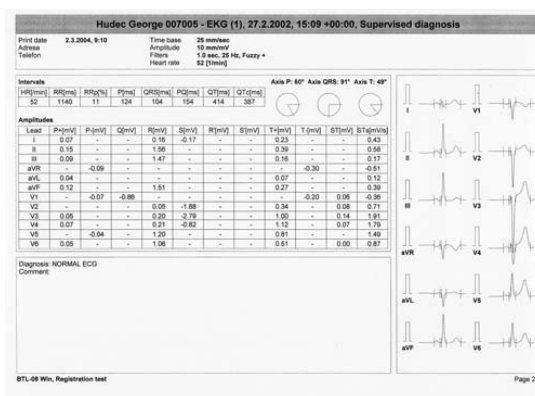 Hudec George 007005 - EKG (1), 27.2.2002, 15:09 +00:00, Supervised diagnosis
Print date 2.3.2004, 9:10 Time base 25 mm/sec
Adresa Amplitude 10 mm/mV
Telefon Filters 1.0 sec, 25 Hz, Fuzzy +
Heart rate 52 [1/min]
Intervals Axis P: 60° Axis QRS: 91° Axis T: 49°
HR[/min] RR[ms] RRp[%] P[ms] QRS[ms] PQ[ms] QT[ms] QTc[ms]
52 1140 11 124 104 154 414 387
Amplitudes
Lead P+[mV] P-[mV] Q[mV] R[mV] S[mV] R'[mV] S'[mV] T+[mV] T-[mV] ST[mV] STs[mV/s]
I 0.07 - - 0.16 -0.17 - - 0.23 - - 0.43
II 0.15 - - 1.56 - - - 0.39 - - 0.58
III 0.09 - - 1.47 - - - 0.16 - - 0.17
aVR - -0.09 - - - - - - -0.30 - -0.51
aVL 0.04 - - - - - - 0.07 - - 0.12
aVF 0.12 - - 1.51 - - - 0.27 - - 0.39
V1 - -0.07 -0.86 - - - - - -0.20 0.06 -0.36
V2 - - - 0.05 -1.88 - - 0.34 - 0.08 0.71
V3 0.05 - - 0.20 -2.79 - - 1.00 - 0.14 1.91
V4 0.07 - - 0.21 -0.82 - - 1.12 - 0.07 1.79
V5 - -0.04 - 1.20 - - - 0.81 - - 1.49
V6 0.05 - - 1.06 - - - 0.51 - 0.00 0.87
Diagnosis: NORMAL ECG
Comment:
I V1
II V2
III V3
aVR V4
aVL V5
aVF V6
BTL-08 Win, Registration test Page 2